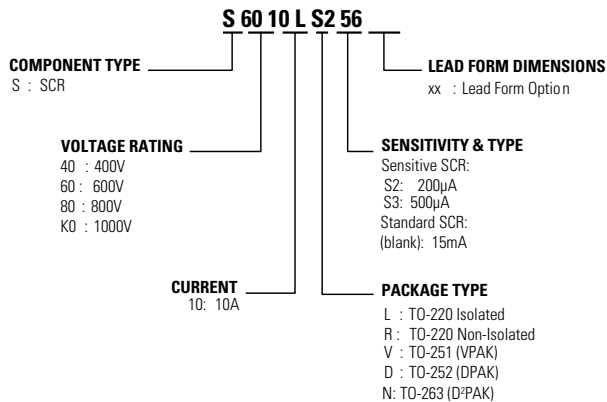 S 60 10 L S2 56
COMPONENT TYPE
S : SCR
VOLTAGE RATING
40 : 400V
60 : 600V
80 : 800V
K0 : 1000V
CURRENT
10: 10A
LEAD FORM DIMENSIONS
xx : Lead Form Option
SENSITIVITY & TYPE
Sensitive SCR:
S2: 200μA
S3: 500μA
Standard SCR:
(blank): 15mA
PACKAGE TYPE
L : TO-220 Isolated
R : TO-220 Non-Isolated
V : TO-251 (VPAK)
D : TO-252 (DPAK)
N: TO-263 (D²PAK)